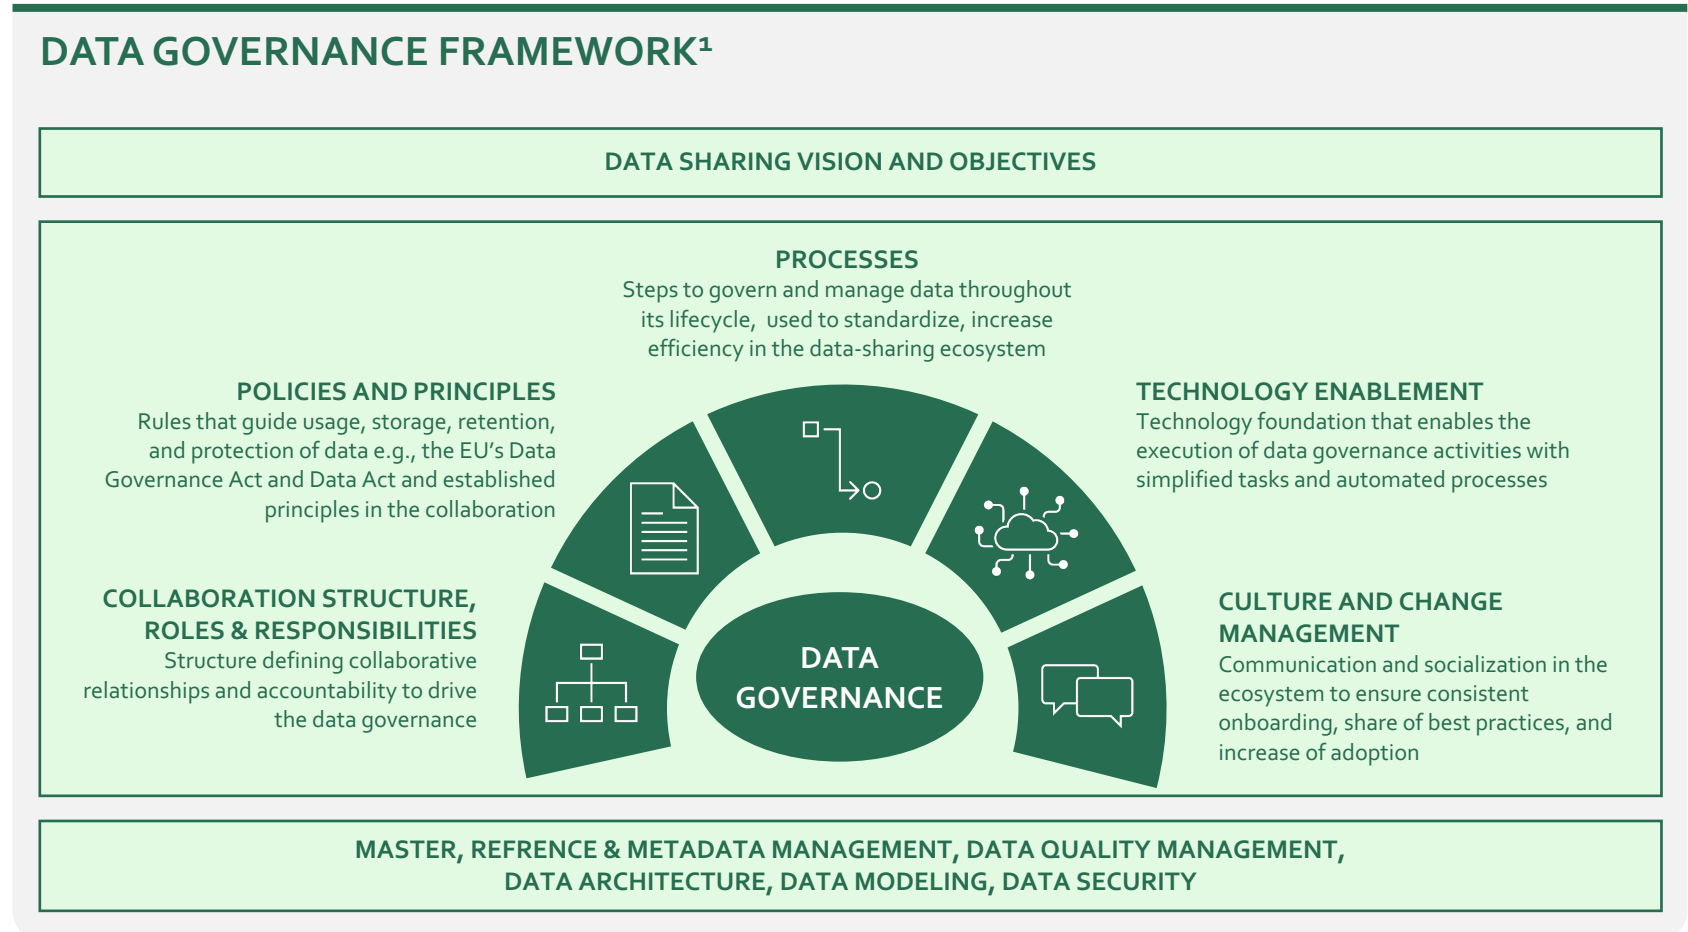 DATA GOVERNANCE FRAMEWORK¹
DATA SHARING VISION AND OBJECTIVES
PROCESSES
Steps to govern and manage data throughout
its lifecycle, used to standardize, increase
efficiency in the data-sharing ecosystem
POLICIES AND PRINCIPLES
Rules that guide usage, storage, retention,
and protection of data e.g., the EU's Data
Governance Act and Data Act and established
principles in the collaboration
TECHNOLOGY ENABLEMENT
Technology foundation that enables the
execution of data governance activities with
simplified tasks and automated processes
COLLABORATION STRUCTURE,
ROLES & RESPONSIBILITIES
Structure defining collaborative
relationships and accountability to drive
the data governance
DATA
GOVERNANCE
CULTURE AND CHANGE
MANAGEMENT
Communication and socialization in the
ecosystem to ensure consistent
onboarding, share of best practices, and
increase of adoption
MASTER, REFRENCE & METADATA MANAGEMENT, DATA QUALITY MANAGEMENT,
DATA ARCHITECTURE, DATA MODELING, DATA SECURITY